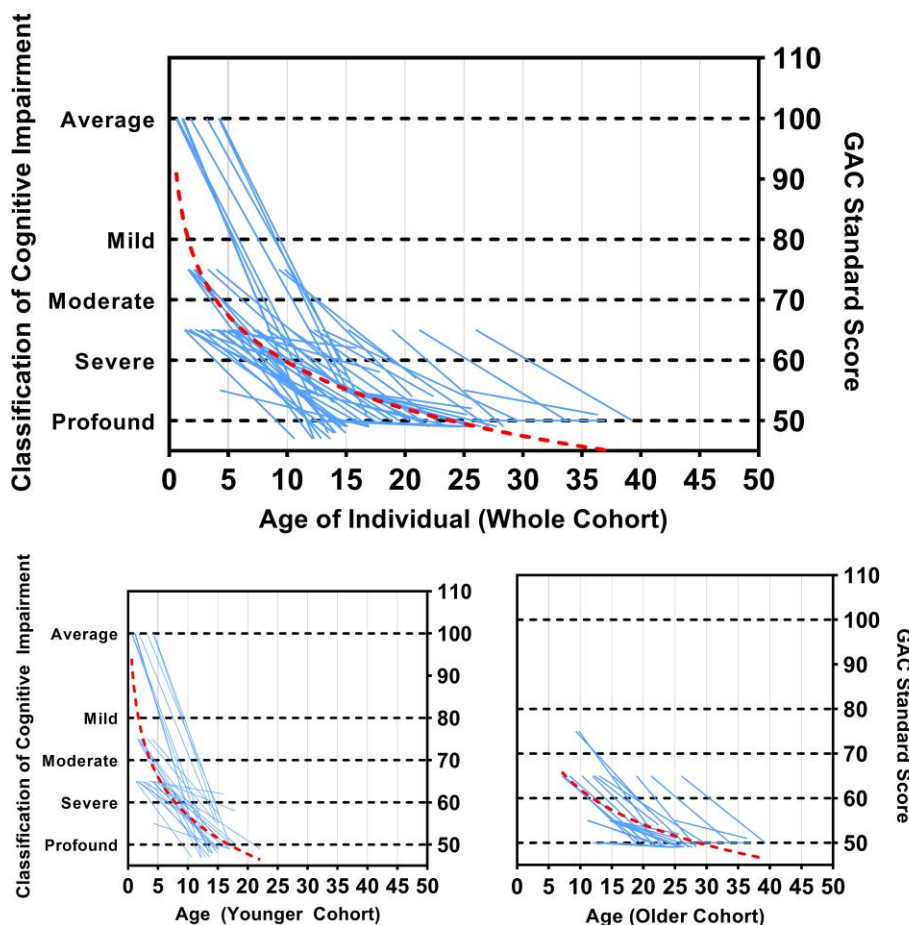 Classification of Cognitive Impairment
Average
Mild
Moderate
Severe
Profound
110
100
90
80
70
60
50
GAC Standard Score
0 5 10 15 20 25 30 35 40 45 50
Age of Individual (Whole Cohort)
Classification of Cognitive Impairment
Average
Mild
Moderate
Severe
Profound
110
100
90
80
70
60
50
0 5 10 15 20 25 30 35 40 45 50
Age (Younger Cohort)
110
100
90
80
70
60
50
GAC Standard Score
0 5 10 15 20 25 30 35 40 45 50
Age (Older Cohort)